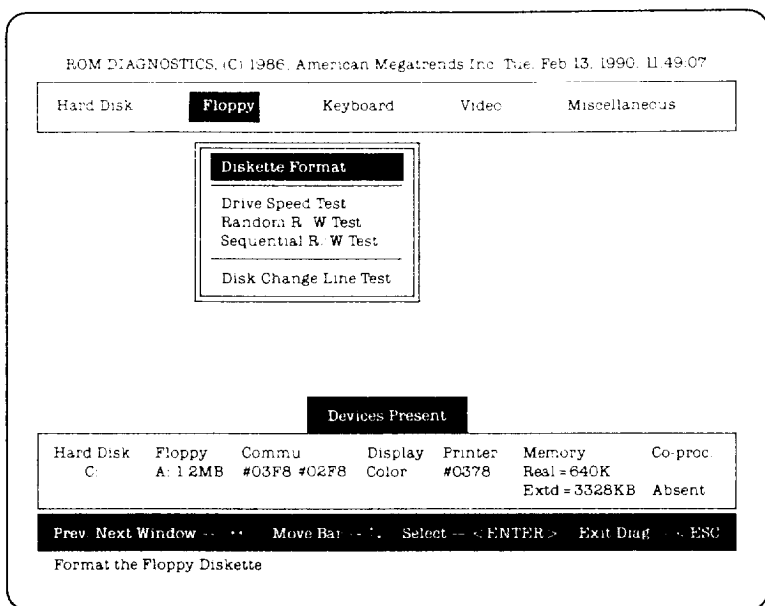 ROM DIAGNOSTICS. (C) 1986. American Megatrends Inc. Tue. Feb 13. 1990. 11.49:07
Hard Disk Floppy Keyboard Video Miscellaneous
Diskette Format
Drive Speed Test
Random R. W Test
Sequential R. W Test
Disk Change Line Test
Devices Present
Hard Disk Floppy Commu Display Printer Memory Co-proc.
C: A: 1.2MB #03F8 #02F8 Color #0378 Real = 640K
Extd = 3328KB Absent
Prev. Next Window -- Move Bar -- Select -- < ENTER > Exit Diag -- < ESC
Format the Floppy Diskette